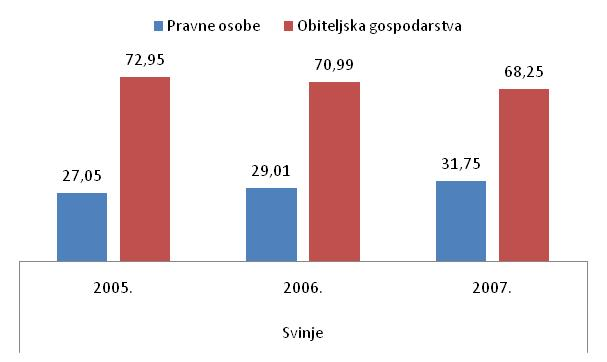 Pravne osobe Obiteljska gospodarstva
72,95 70,99 68,25
27,05 29,01 31,75
2005. 2006. 2007.
Svinje